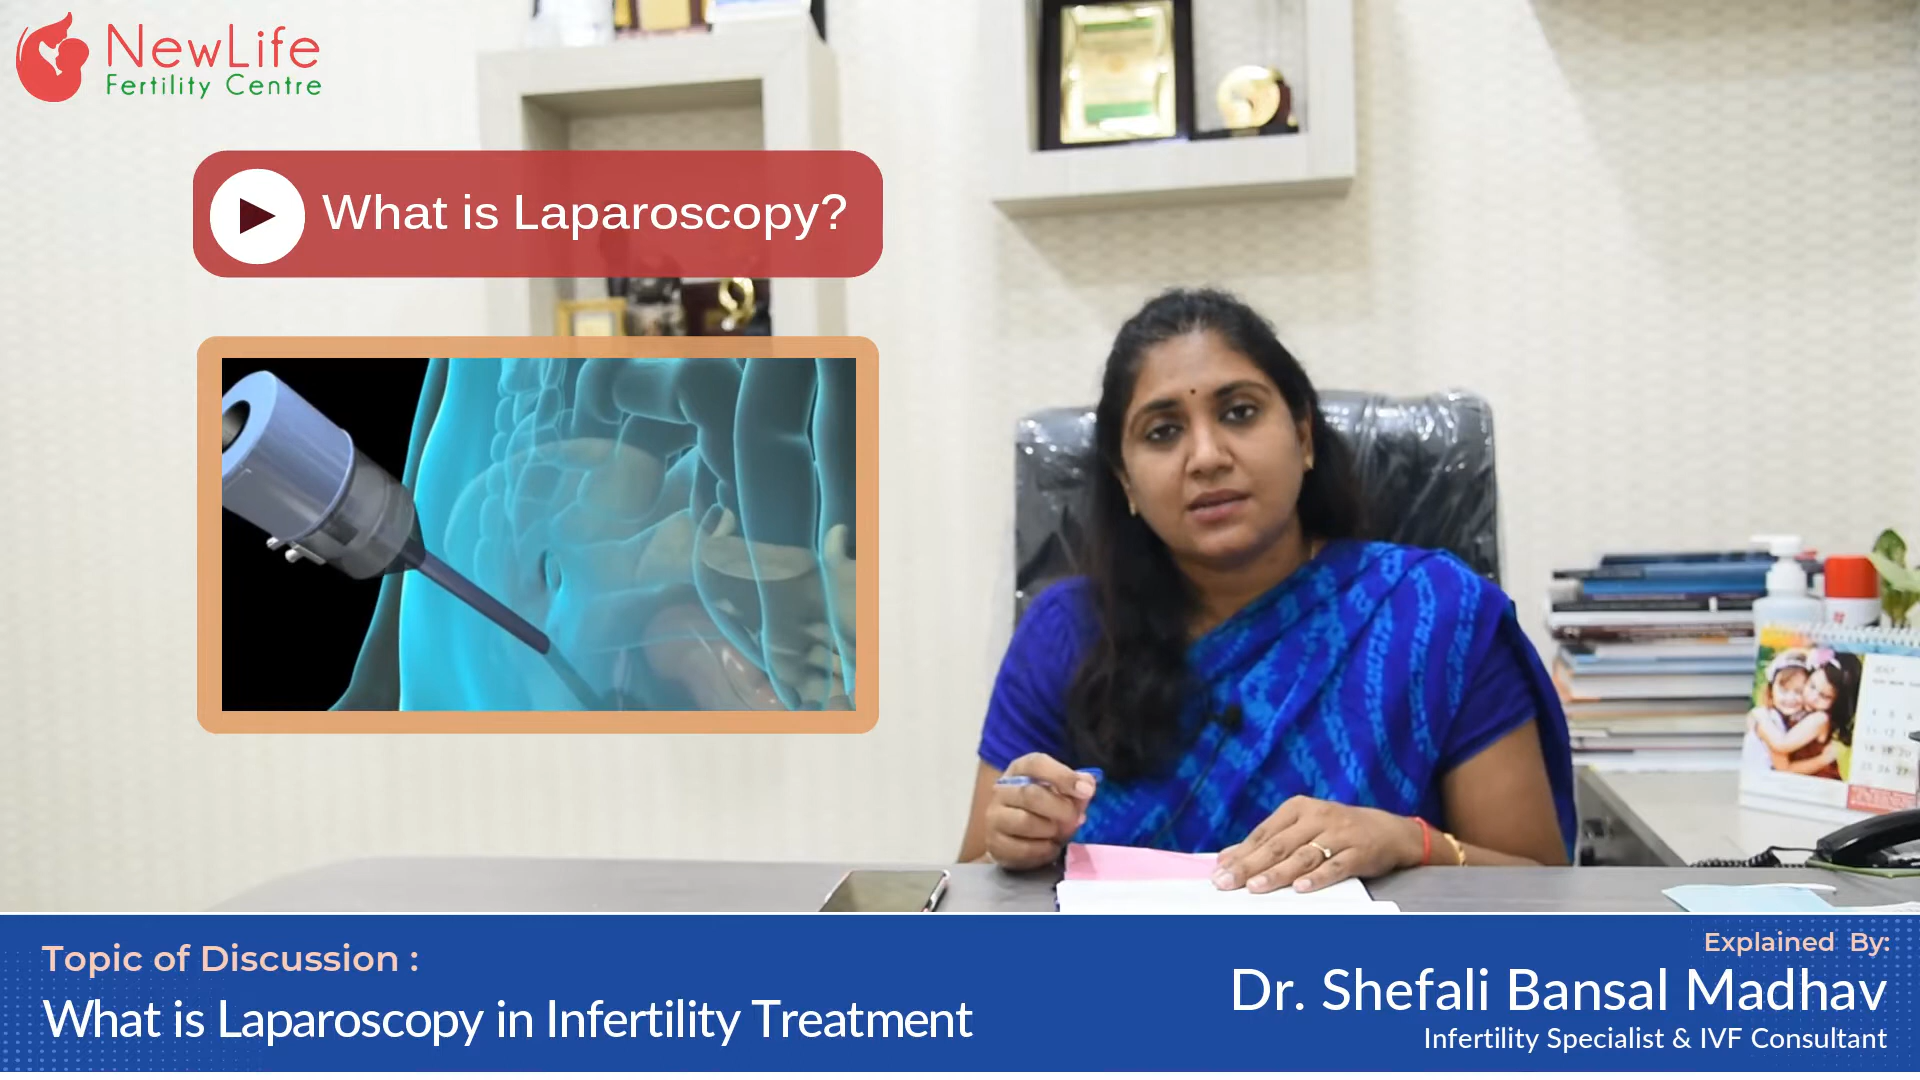 NewLife
Fertility Centre
What is Laparoscopy?
Topic of Discussion :
What is Laparoscopy in Infertility Treatment
Explained By:
Dr. Shefali Bansal Madhav
Infertility Specialist & IVF Consultant